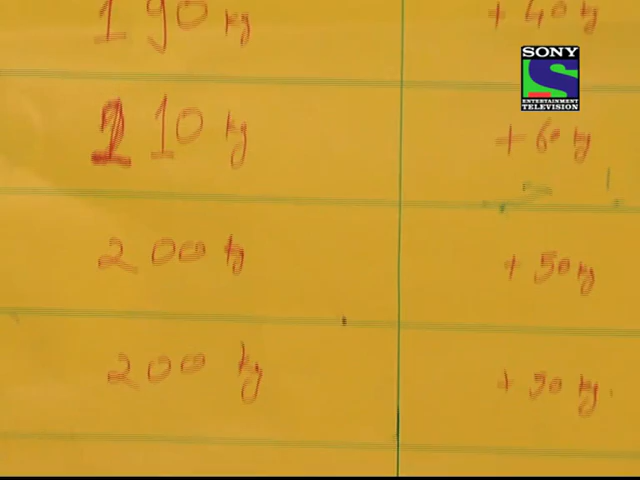 190 kg + 40 kg
SONY
ENTERTAINMENT
TELEVISION
210 kg + 60 kg
200 kg + 50 kg
200 kg + 50 kg